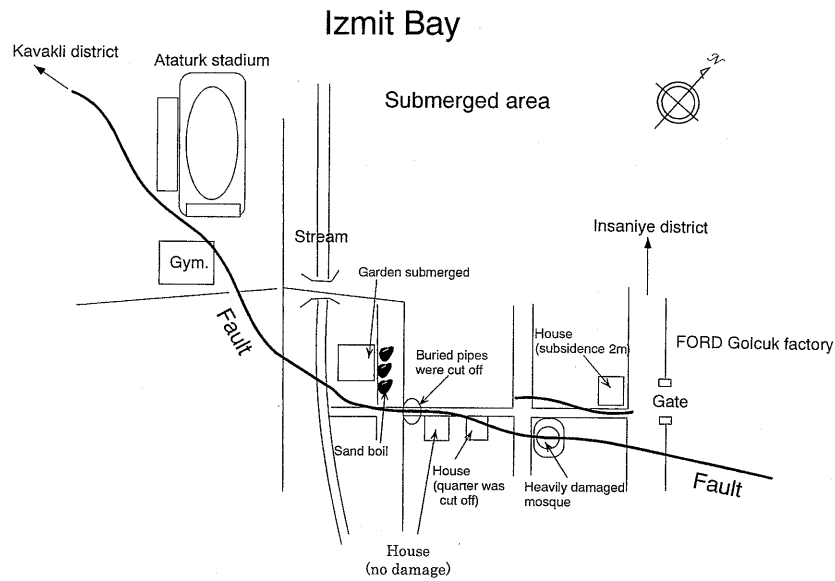 Izmit Bay
Kavakli district
Ataturk stadium
N
Submerged area
Insaniye district
Stream
Gym.
Garden submerged
Fault
House
(subsidence 2m)
FORD Golcuk factory
Buried pipes
were cut off
Gate
Sand boil
House
(quarter was
cut off)
Heavily damaged
mosque
Fault
House
(no damage)